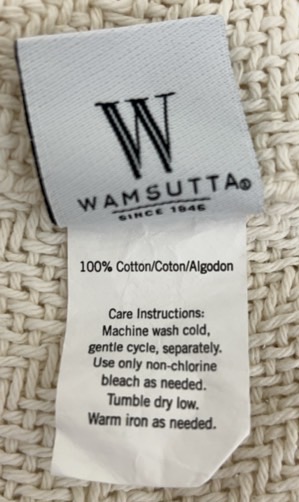 W
WAMSUTTA®
SINCE 1846
100% Cotton/Coton/Algodon
Care Instructions:
Machine wash cold,
gentle cycle, separately.
Use only non-chlorine
bleach as needed.
Tumble dry low.
Warm iron as needed.